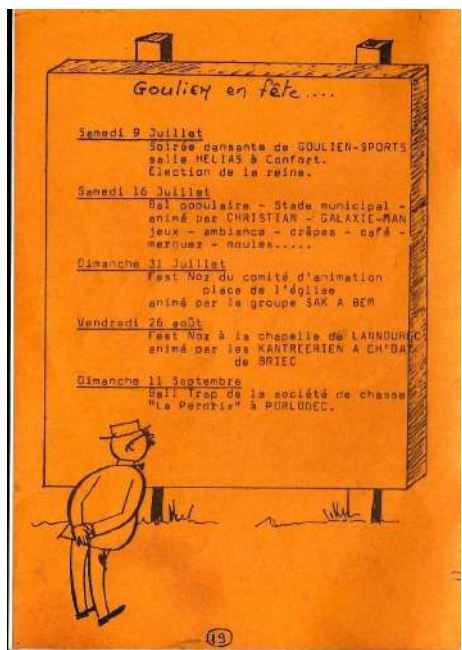 Goulien en fête....
Samedi 9 Juillet
Soirée dansante de GOULIEN-SPORTS
salle HELIAS à Confort.
Election de la reine.
Samedi 16 Juillet
Bal populaire - Stade municipal -
animé par CHRISTIAN - GALAXIE-MAN
jeux - ambiance - crêpes - café -
merguez - moules.....
Dimanche 31 Juillet
Fest Noz du comité d'animation
place de l'église
animé par le groupe SAK A BEM
Vendredi 26 août
Fest Noz à la chapelle de LANNOUREC
animé par les KANTREERIEN A CH'OAT
de BRIEC
Dimanche 11 Septembre
Ball Trap de la société de chasse
"La Perdrix" à PORLODEC.
19